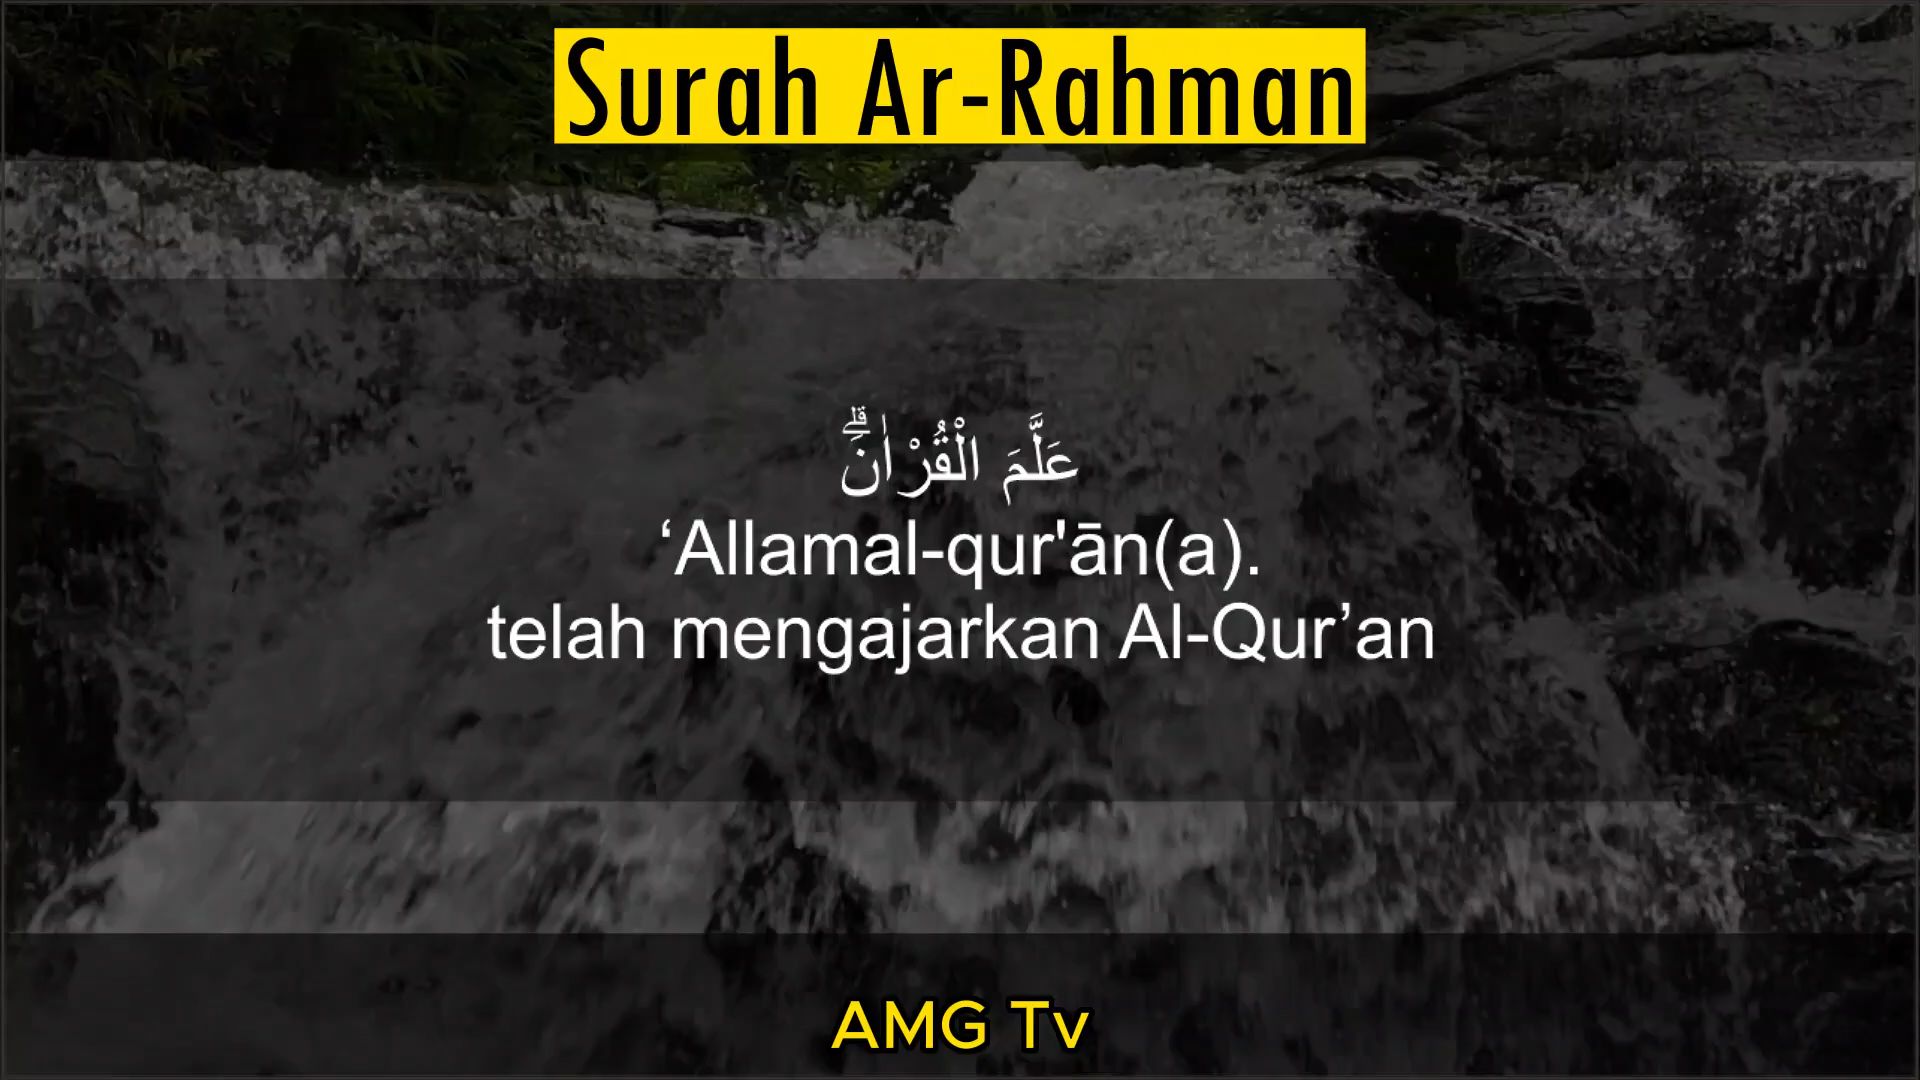 Surah Ar-Rahman
عَلَّمَ الْقُرْاٰنَۗ
‘Allamal-qur'ān(a).
telah mengajarkan Al-Qur’an
AMG Tv